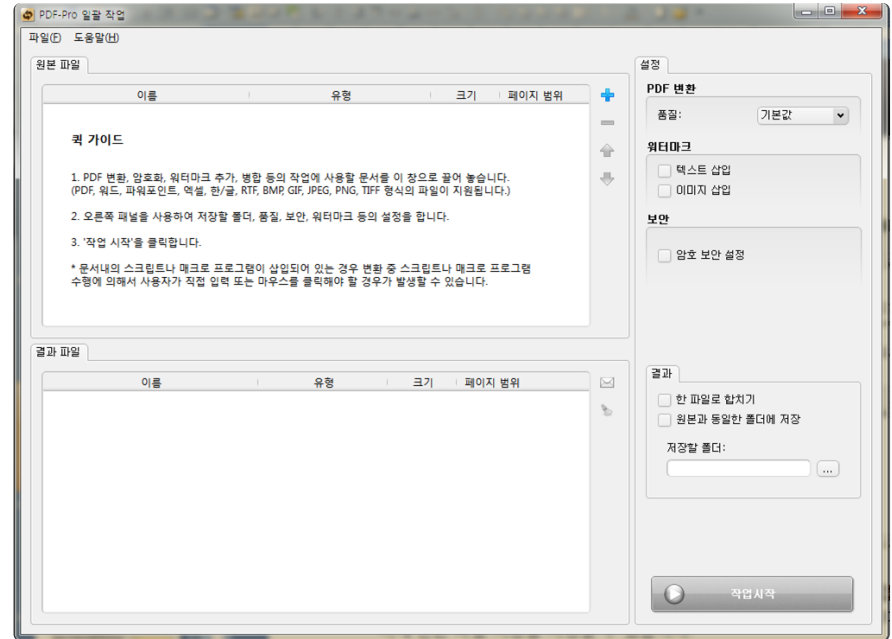 PDF-Pro 일괄 작업
파일(F) 도움말(H)
원본 파일
이름 유형 크기 페이지 범위
퀵 가이드
1. PDF 변환, 암호화, 워터마크 추가, 병합 등의 작업에 사용할 문서를 이 창으로 끌어 놓습니다.
(PDF, 워드, 파워포인트, 엑셀, 한/글, RTF, BMP, GIF, JPEG, PNG, TIFF 형식의 파일이 지원됩니다.)
2. 오른쪽 패널을 사용하여 저장할 폴더, 품질, 보안, 워터마크 등의 설정을 합니다.
3. '작업 시작'을 클릭합니다.
* 문서내의 스크립트나 매크로 프로그램이 삽입되어 있는 경우 변환 중 스크립트나 매크로 프로그램
수행에 의해서 사용자가 직접 입력 또는 마우스를 클릭해야 할 경우가 발생할 수 있습니다.
결과 파일
이름 유형 크기 페이지 범위
설정
PDF 변환
품질: 기본값
워터마크
텍스트 삽입
이미지 삽입
보안
암호 보안 설정
결과
한 파일로 합치기
원본과 동일한 폴더에 저장
저장할 폴더:
...
작업시작